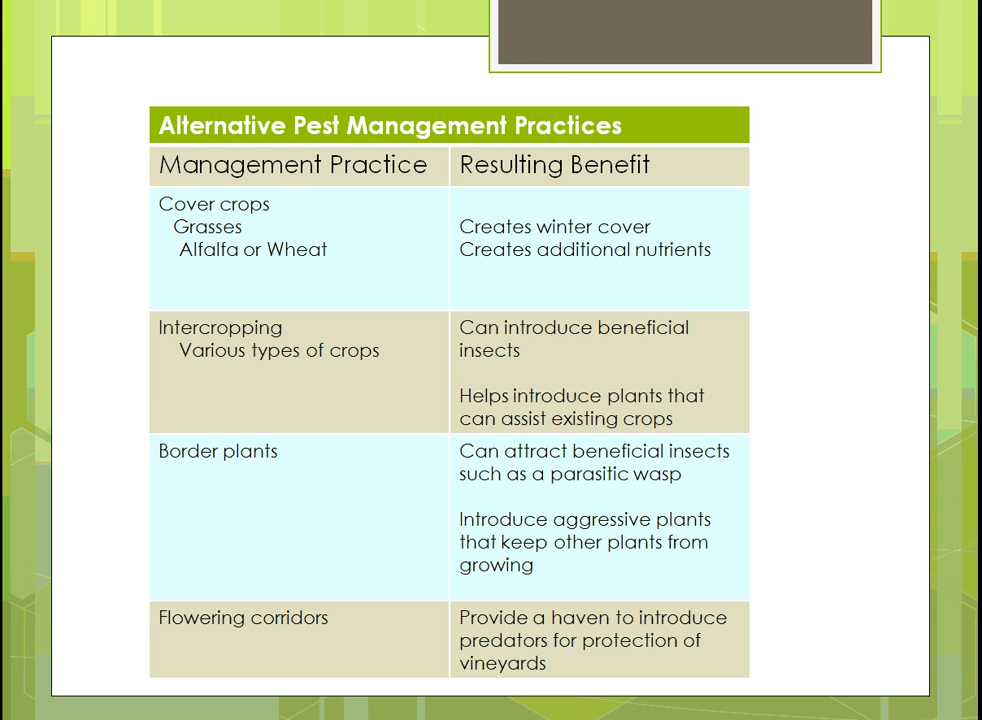 Alternative Pest Management Practices
Management Practice
Resulting Benefit
Cover crops
Grasses
Alfalfa or Wheat
Creates winter cover
Creates additional nutrients
Intercropping
Various types of crops
Can introduce beneficial
insects
Helps introduce plants that
can assist existing crops
Border plants
Can attract beneficial insects
such as a parasitic wasp
Introduce aggressive plants
that keep other plants from
growing
Flowering corridors
Provide a haven to introduce
predators for protection of
vineyards